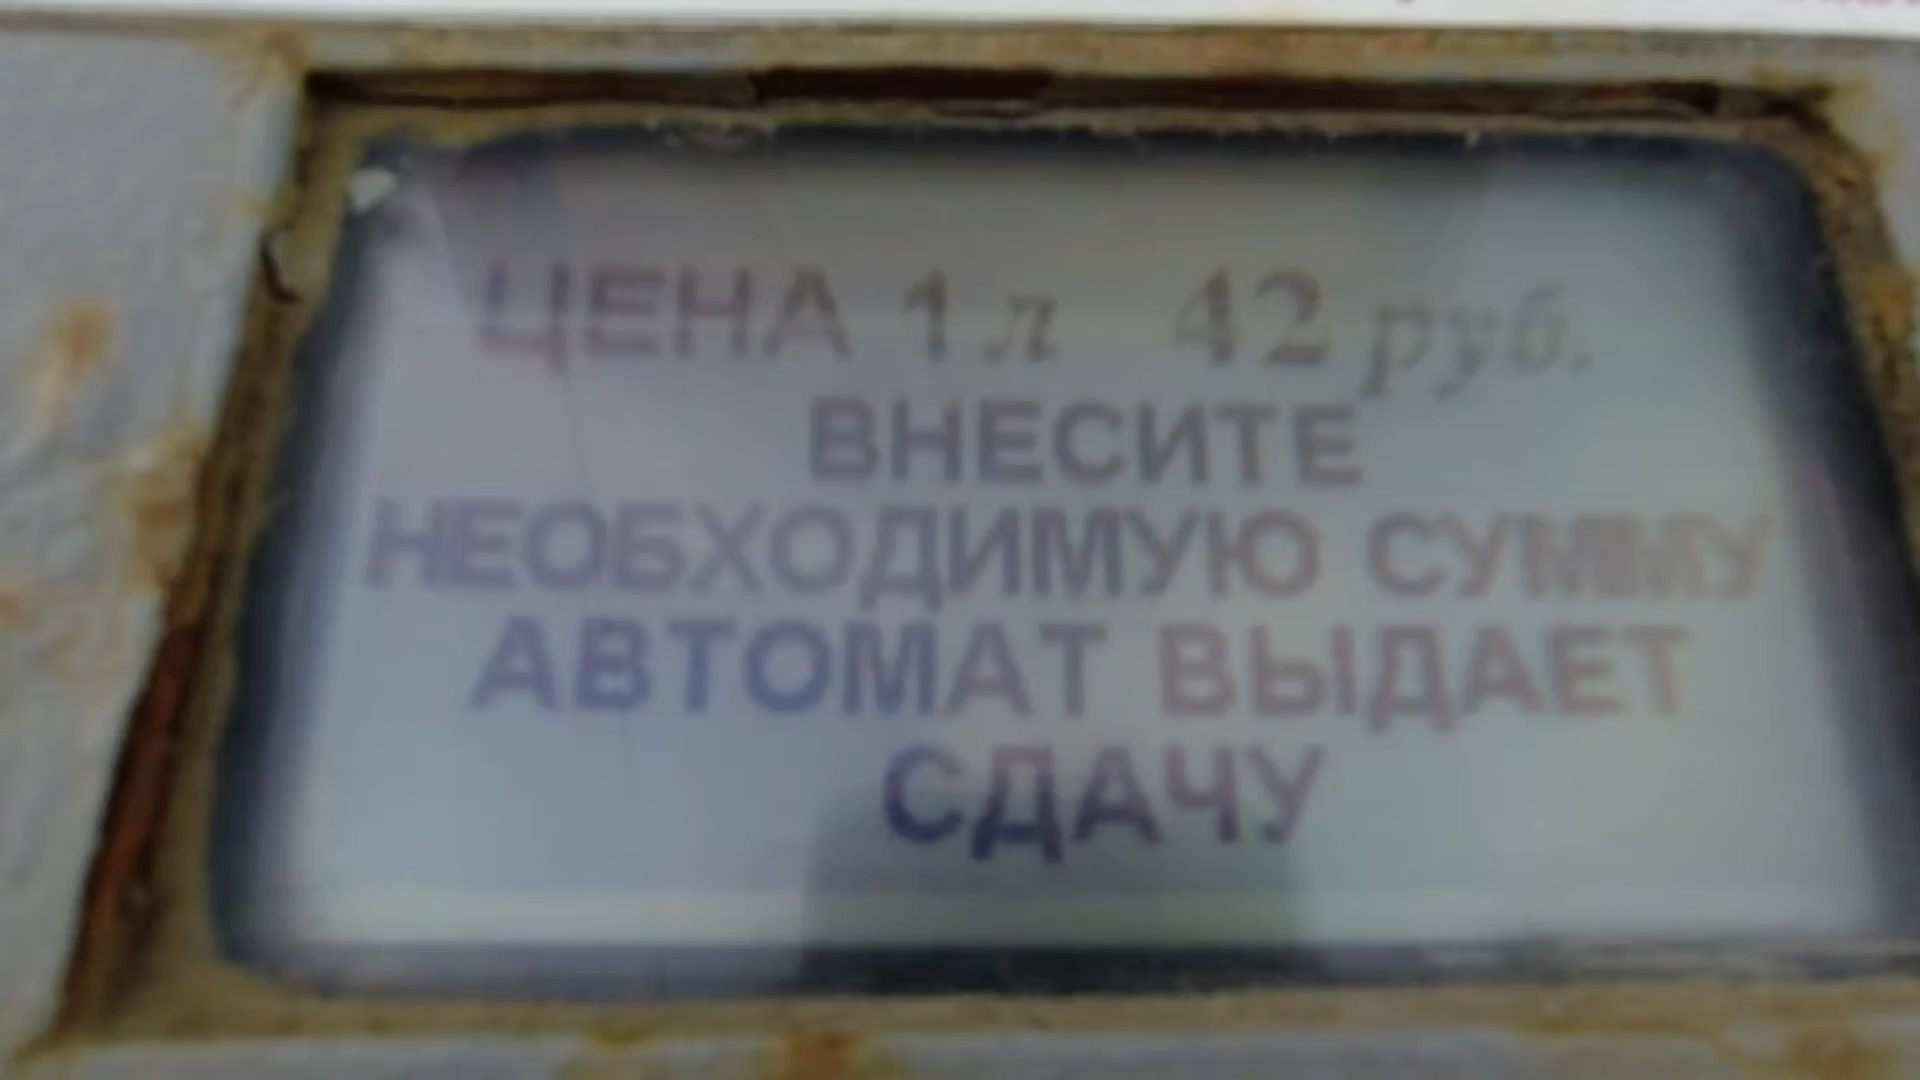 ЦЕНА 1 л 42 руб.
ВНЕСИТЕ
НЕОБХОДИМУЮ СУММУ
АВТОМАТ ВЫДАЕТ
СДАЧУ